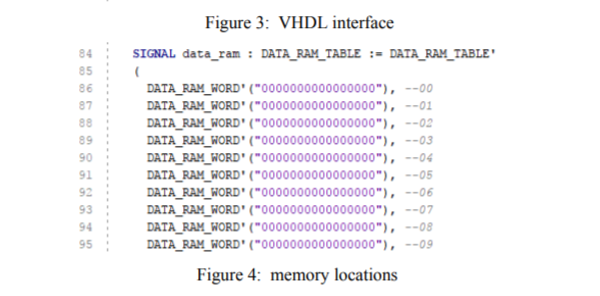 Figure 3: VHDL interface
84 SIGNAL data_ram : DATA_RAM_TABLE := DATA_RAM_TABLE'
85 (
86 DATA_RAM_WORD'("0000000000000000"), --00
87 DATA_RAM_WORD'("0000000000000000"), --01
88 DATA_RAM_WORD'("0000000000000000"), --02
89 DATA_RAM_WORD'("0000000000000000"), --03
90 DATA_RAM_WORD'("0000000000000000"), --04
91 DATA_RAM_WORD'("0000000000000000"), --05
92 DATA_RAM_WORD'("0000000000000000"), --06
93 DATA_RAM_WORD'("0000000000000000"), --07
94 DATA_RAM_WORD'("0000000000000000"), --08
95 DATA_RAM_WORD'("0000000000000000"), --09
Figure 4: memory locations